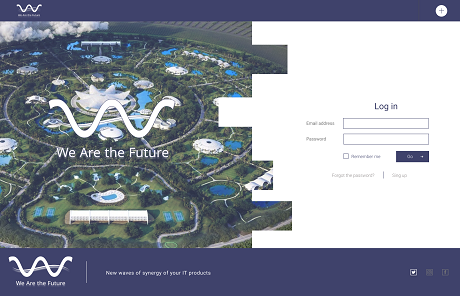 We Are the Future
We Are the Future
Log in
Email address
Password
Remember me
Go
Forgot the password?
Sing up
We Are the Future
New waves of synergy of your IT products